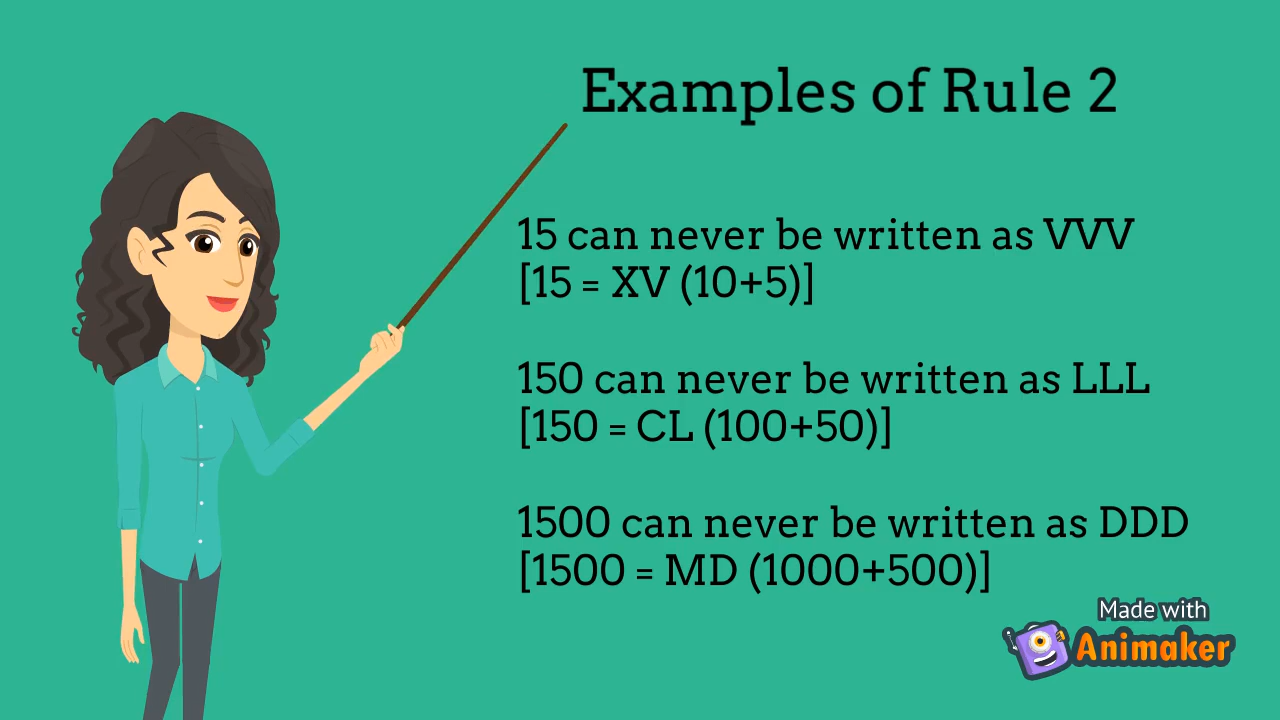 Examples of Rule 2
15 can never be written as VVV
[15 = XV (10+5)]
150 can never be written as LLL
[150 = CL (100+50)]
1500 can never be written as DDD
[1500 = MD (1000+500)]
Made with
Animaker